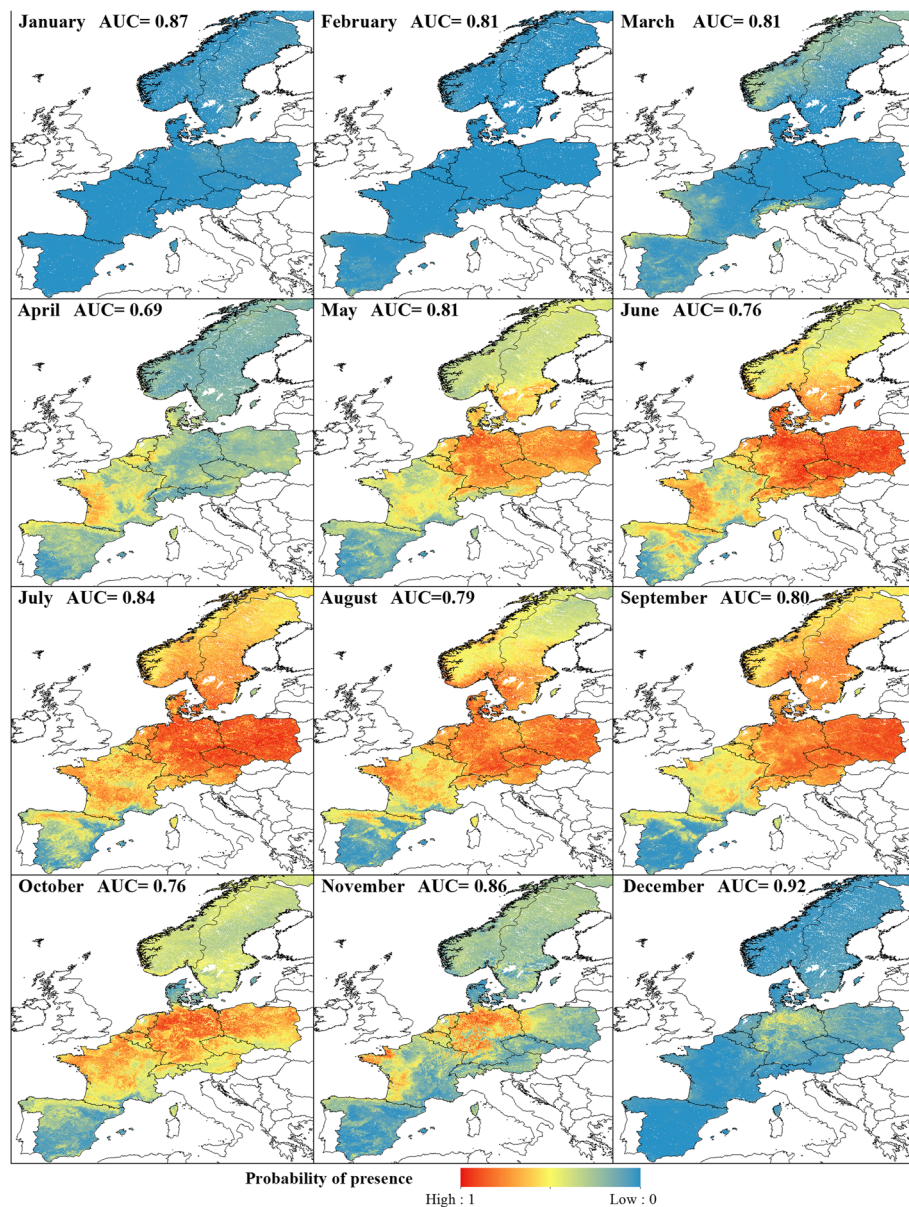 January AUC= 0.87
February AUC= 0.81
March AUC= 0.81
April AUC= 0.69
May AUC= 0.81
June AUC= 0.76
July AUC= 0.84
August AUC=0.79
September AUC= 0.80
October AUC= 0.76
November AUC= 0.86
December AUC= 0.92
Probability of presence
High : 1 Low : 0